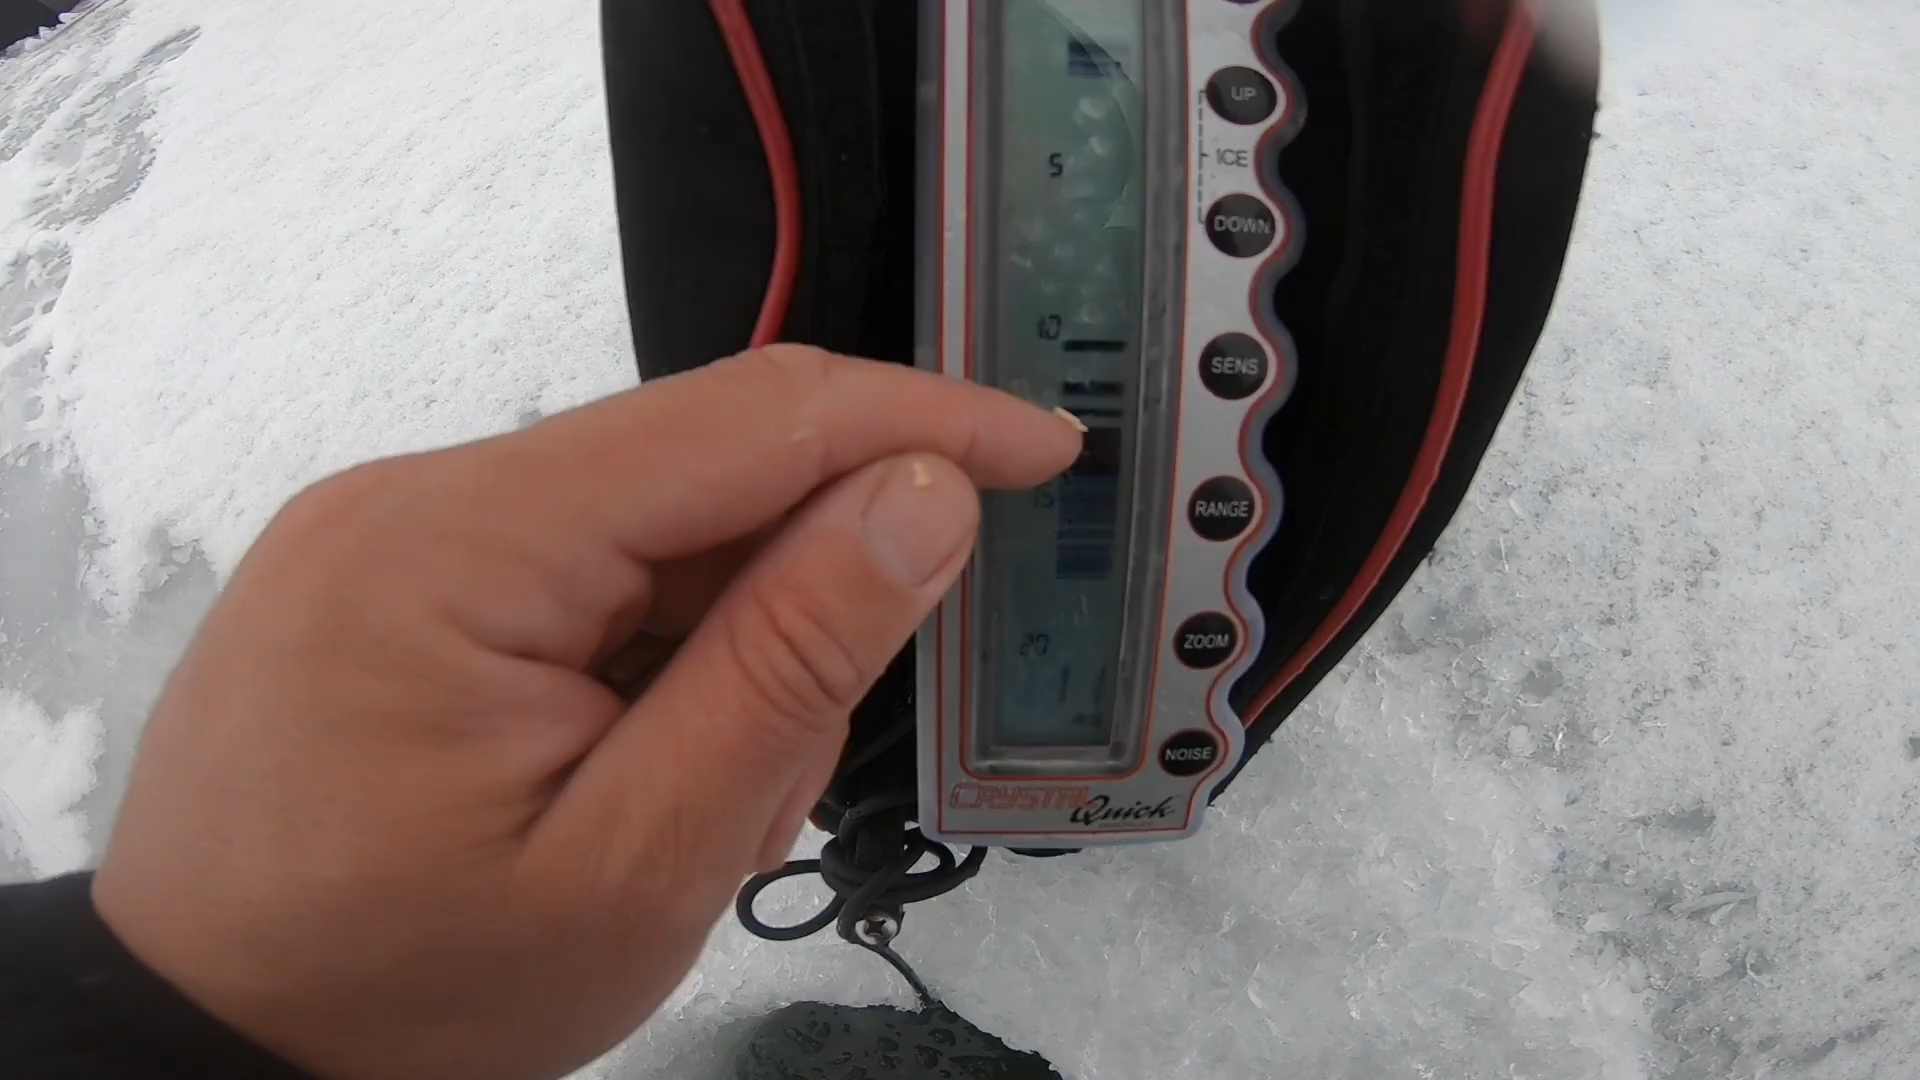 UP
5
ICE
DOWN
10
SENS
15
RANGE
20
ZOOM
NOISE
CRYSTAL
Quick